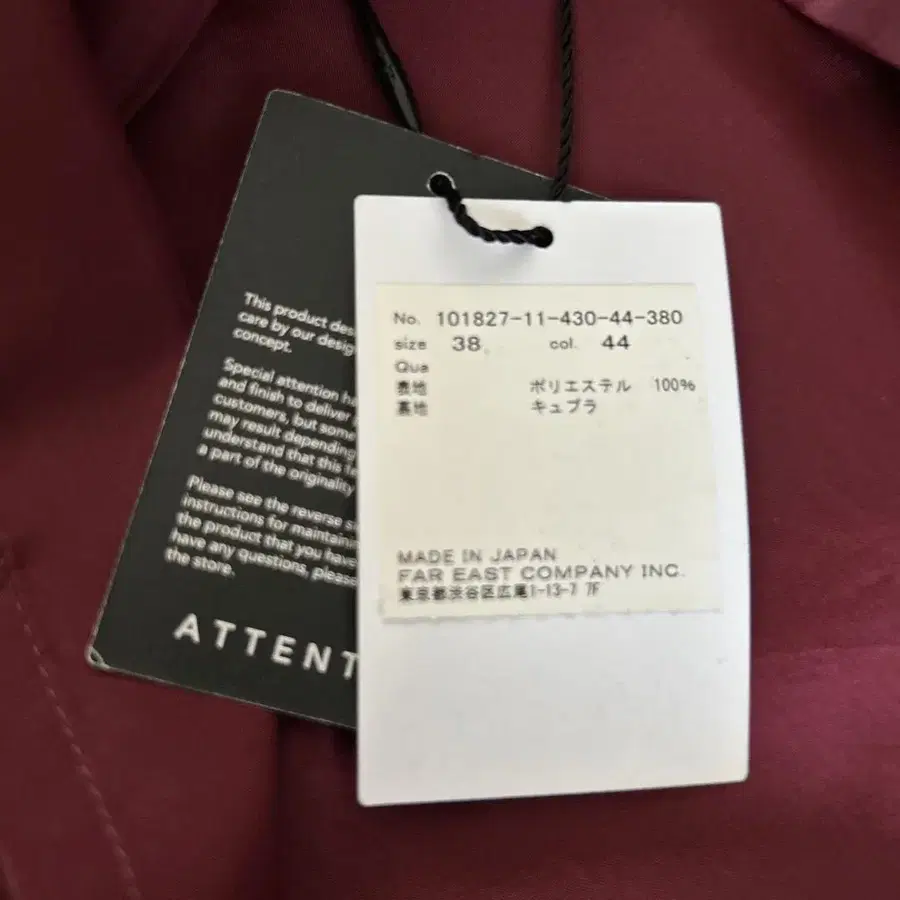 This product des
care by our desig
concept.
Special attention ha
and finish to deliver
customers, but some
may result depending
understand that this fe
a part of the originality
Please see the reverse s
instructions for maintainin
the product that you have
have any questions, please
the store.
ATTENT
No. 101827-11-430-44-380
size 38 col. 44
Qua
表地 ポリエステル 100%
裏地 キュプラ
MADE IN JAPAN
FAR EAST COMPANY INC.
東京都渋谷区広尾1-13-7 7F